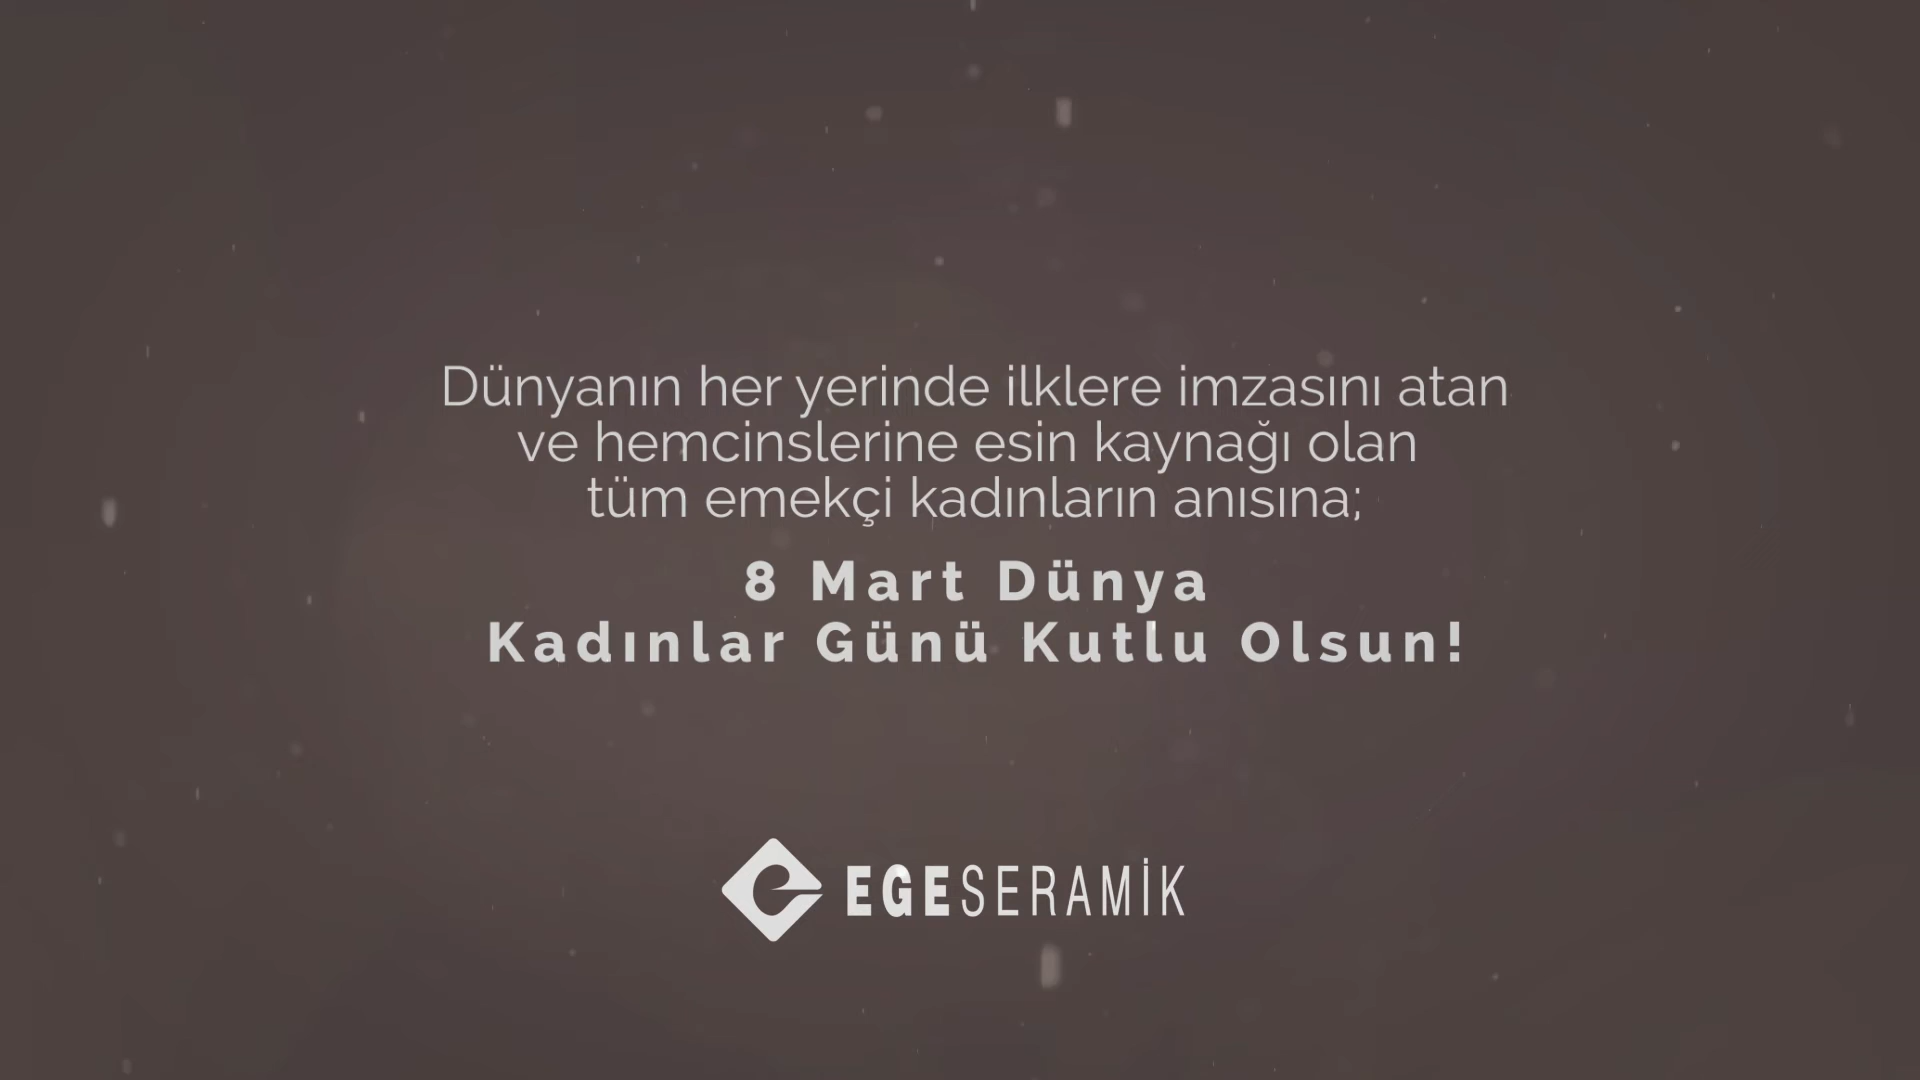 Dünyanın her yerinde ilklere imzasını atan
ve hemcinslerine esin kaynağı olan
tüm emekçi kadınların anısına;
8 Mart Dünya
Kadınlar Günü Kutlu Olsun!
EGESERAMİK